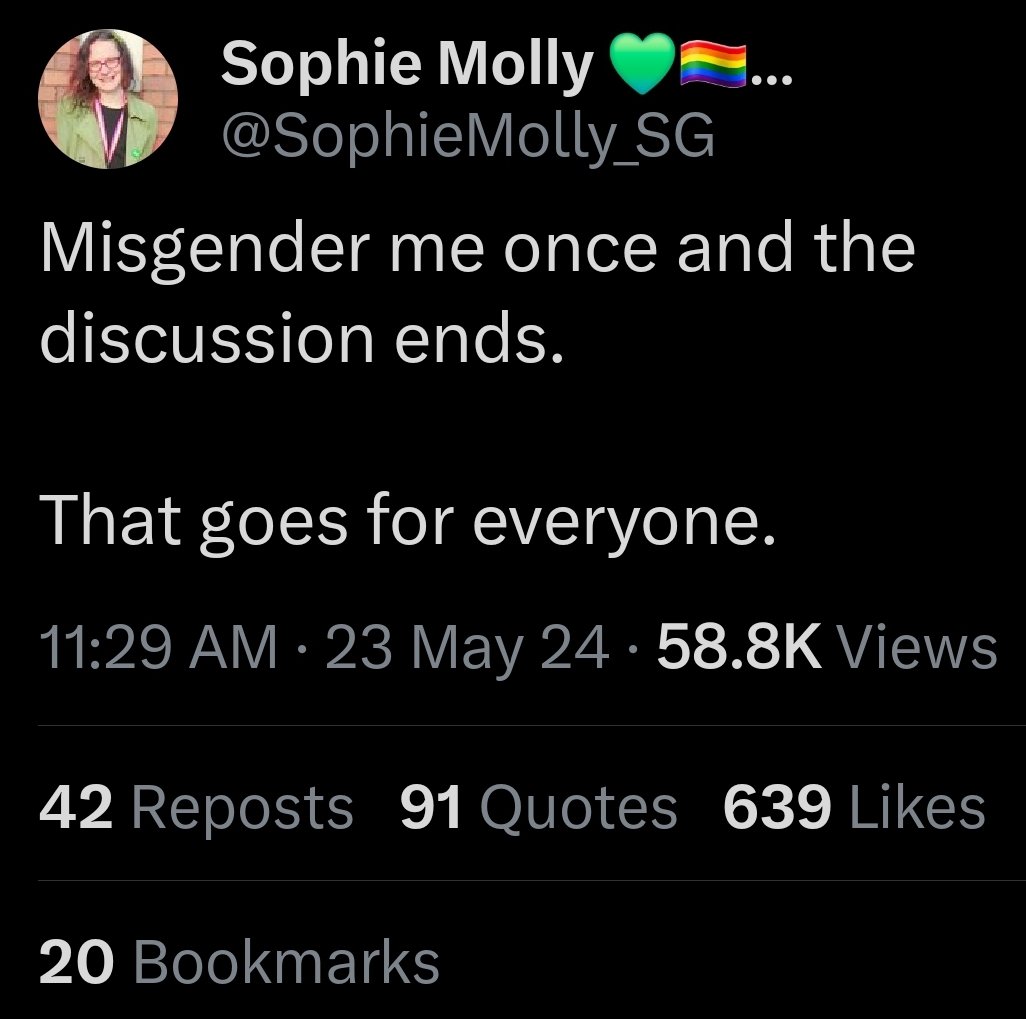 Sophie Molly 💚🏳️‍🌈...
@SophieMolly_SG
Misgender me once and the
discussion ends.
That goes for everyone.
11:29 AM · 23 May 24 · 58.8K Views
42 Reposts 91 Quotes 639 Likes
20 Bookmarks